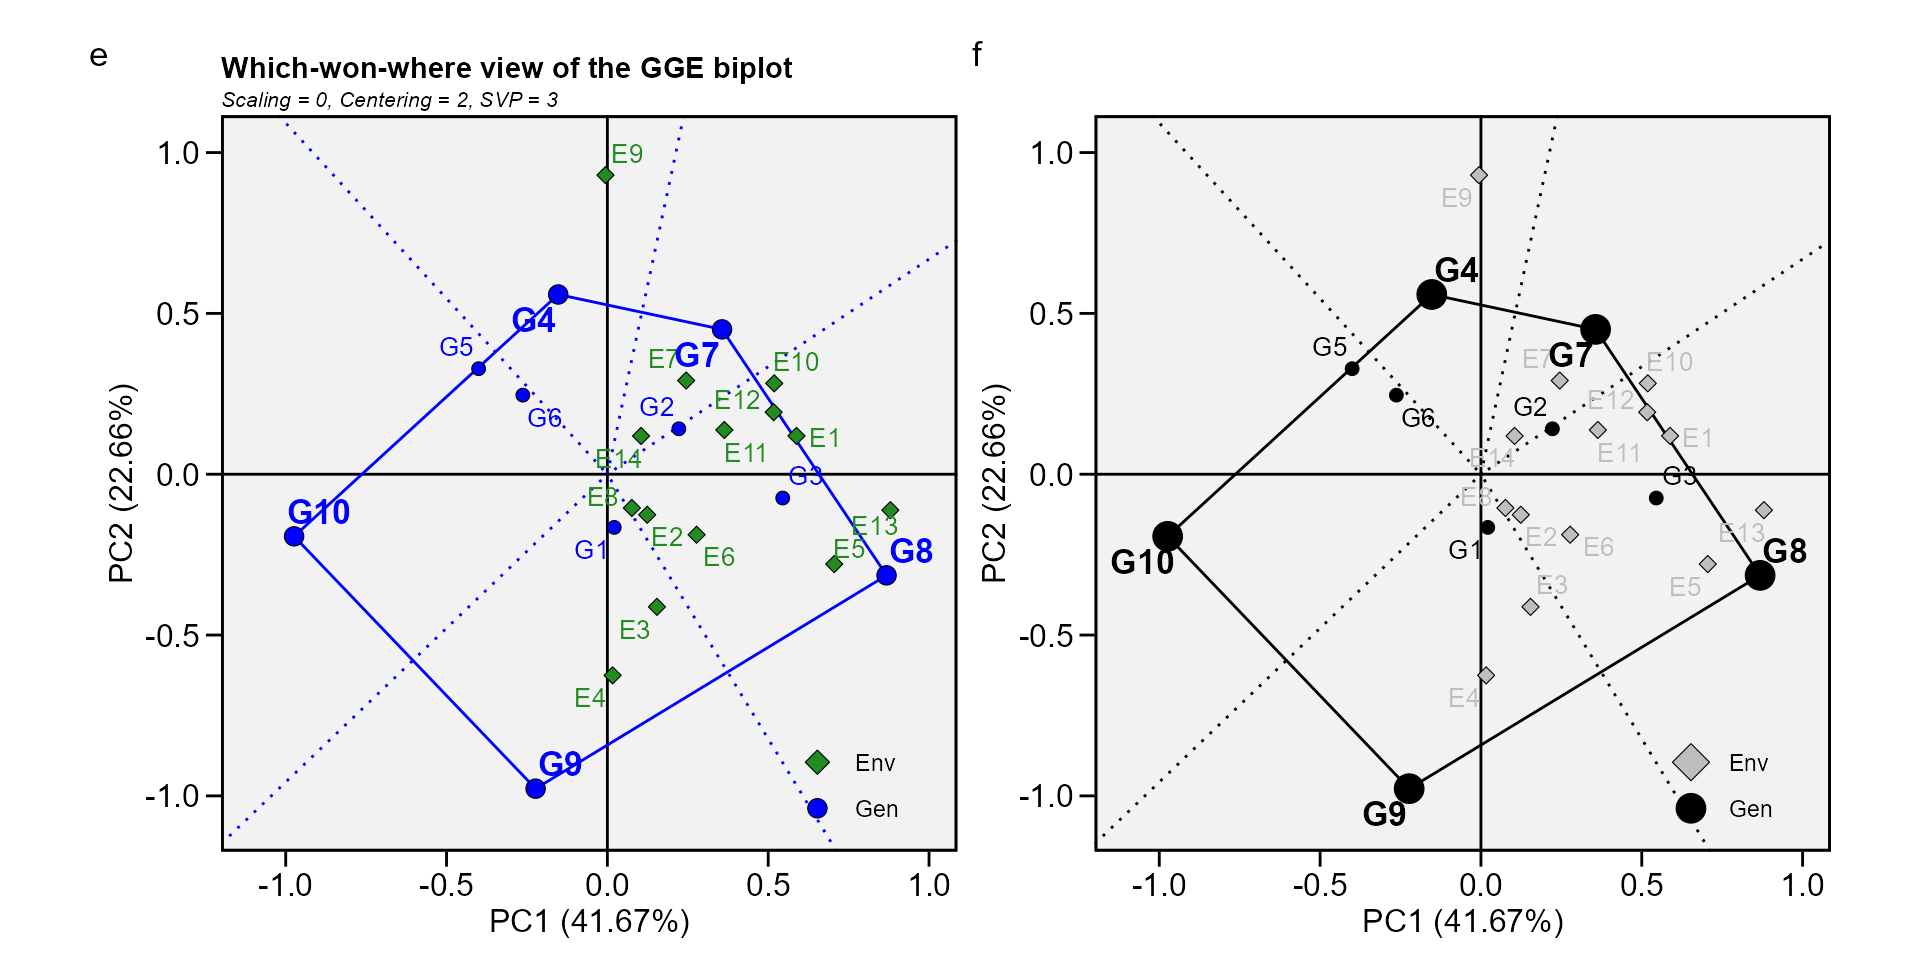 e
Which-won-where view of the GGE biplot
Scaling = 0, Centering = 2, SVP = 3
1.0
0.5
0.0
-0.5
-1.0
PC2 (22.66%)
E9
G4
G5
G7
E7
E10
G6
G2
E12
E11
E1
E14
G3
E8
G10
G1
E2
E6
E13
E5
G8
E3
E4
G9
Env
Gen
-1.0
-0.5
0.0
0.5
1.0
PC1 (41.67%)
f
1.0
0.5
0.0
-0.5
-1.0
PC2 (22.66%)
E9
G4
G5
G7
E7
E10
G6
G2
E12
E11
E1
E14
G3
E8
G10
G1
E2
E6
E13
G8
E3
E5
E4
G9
Env
Gen
-1.0
-0.5
0.0
0.5
1.0
PC1 (41.67%)